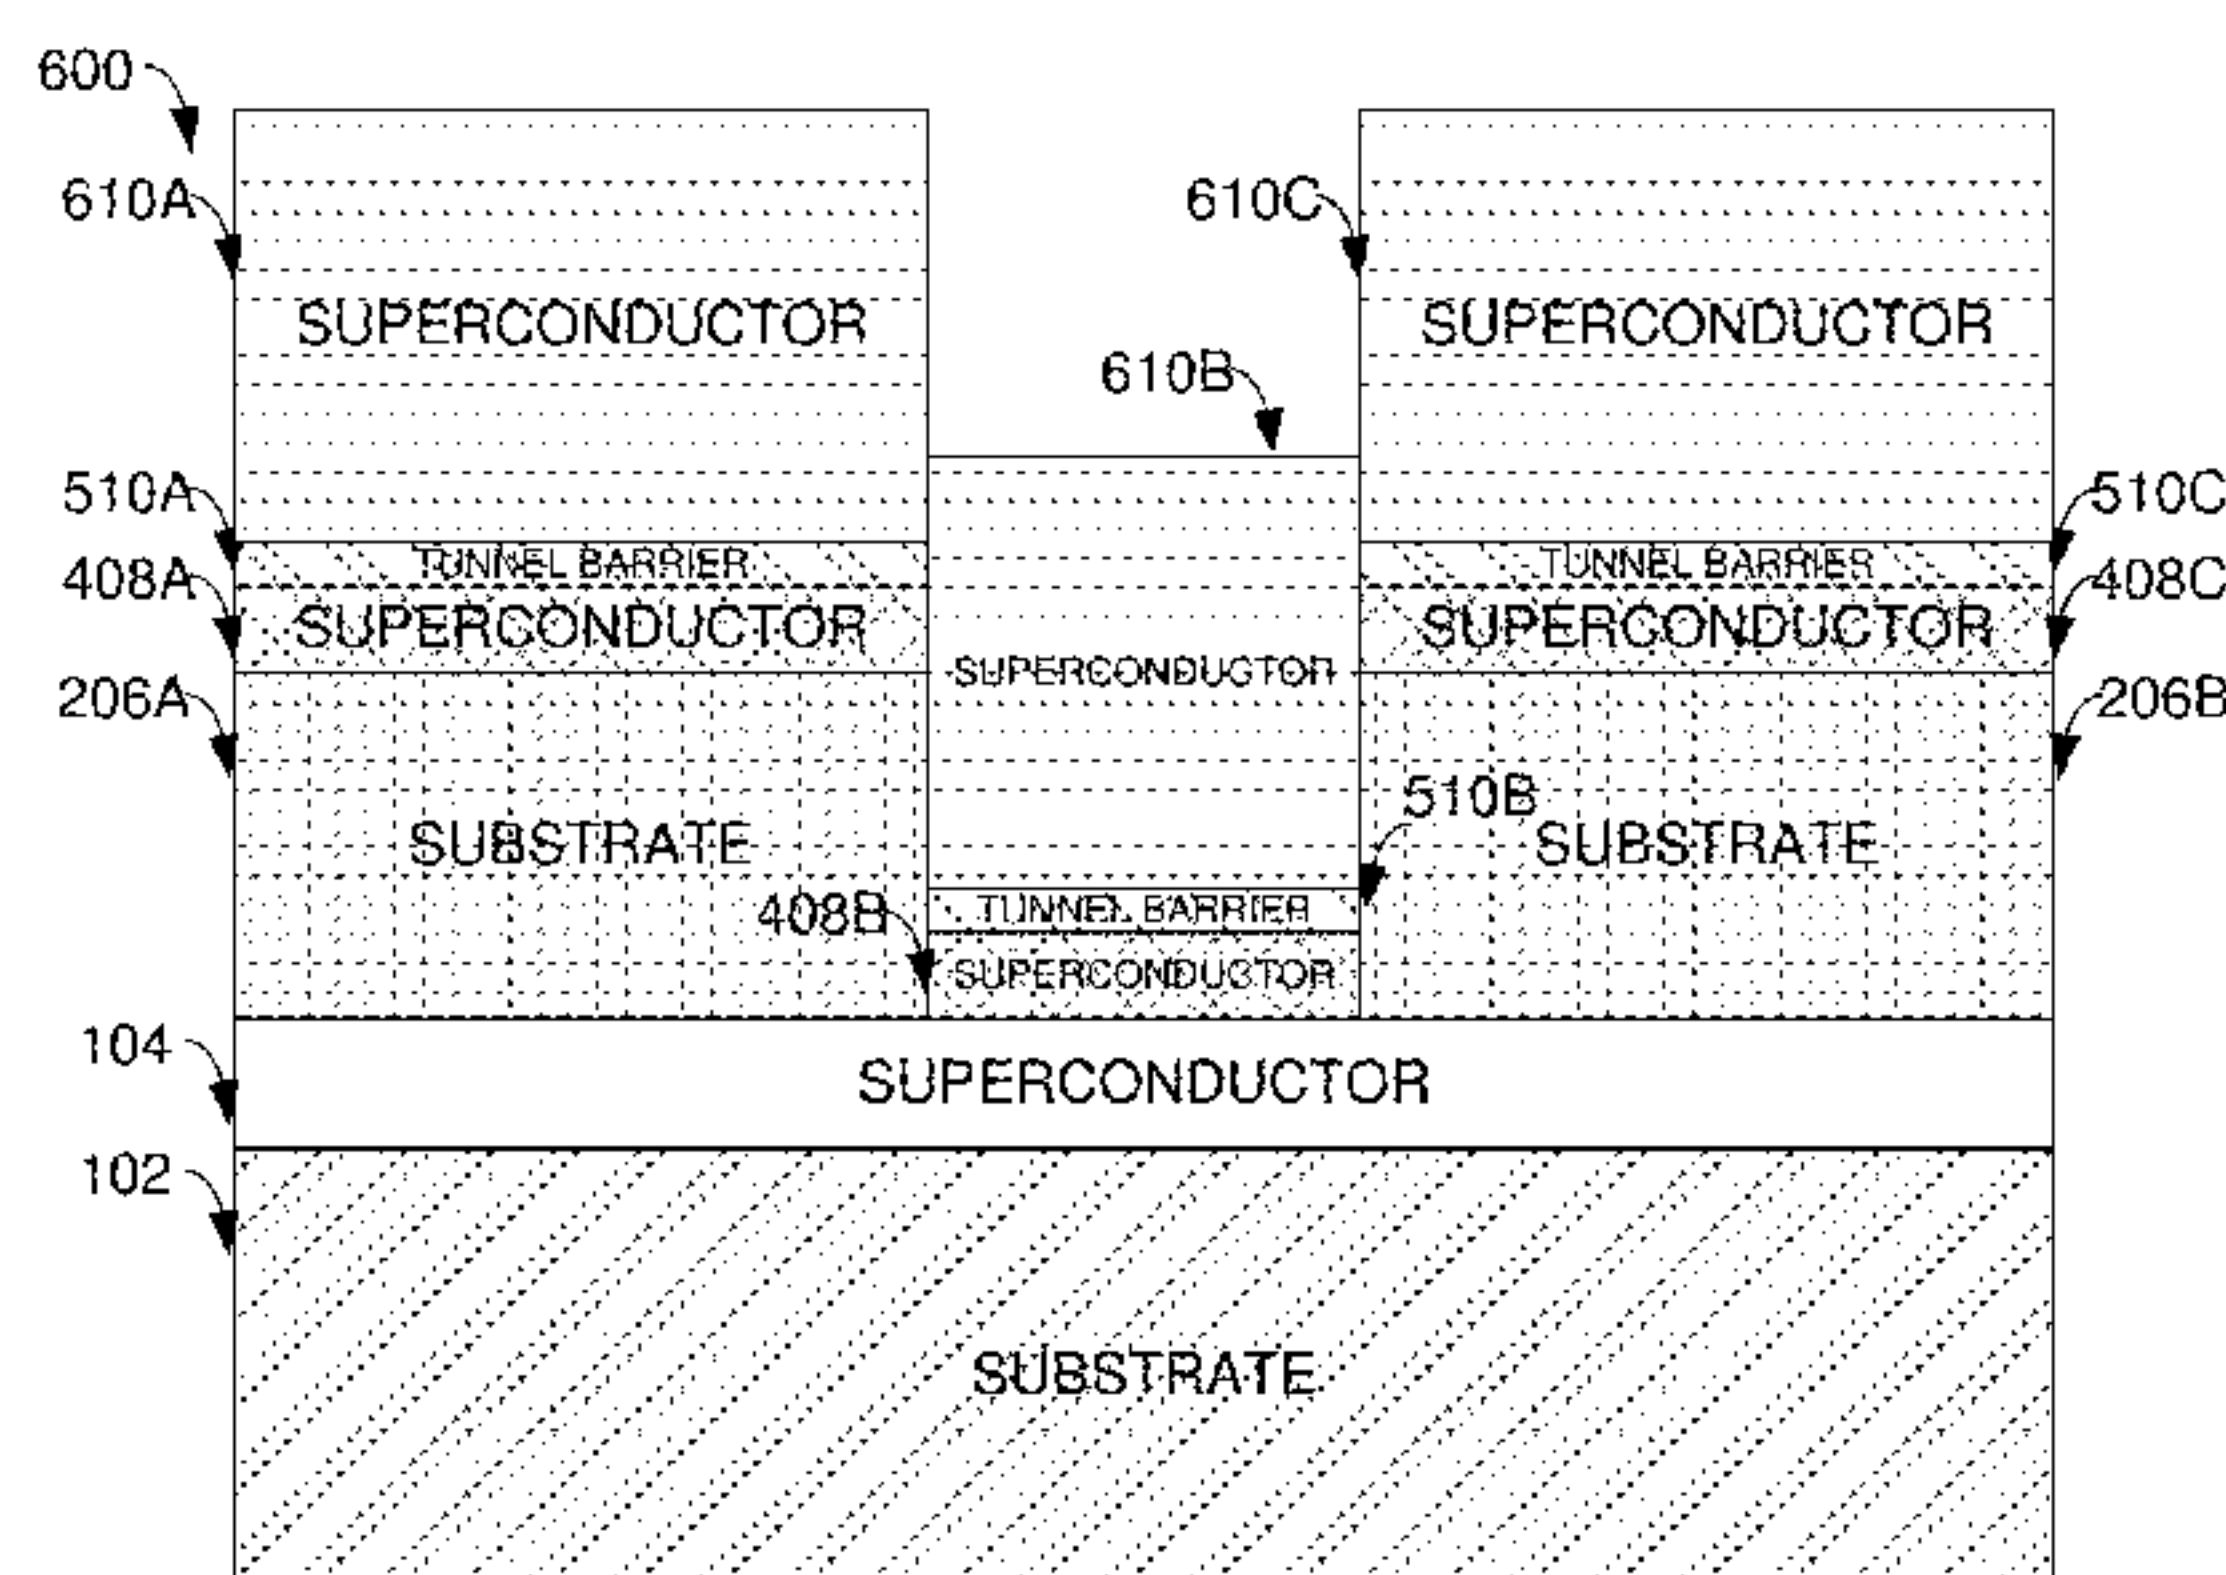 600
610A
610C
SUPERCONDUCTOR
SUPERCONDUCTOR
610B
510A
510C
TUNNEL BARRIER
TUNNEL BARRIER
408A
408C
SUPERCONDUCTOR
SUPERCONDUCTOR
SUPERCONDUCTOR
206A
206B
510B
SUBSTRATE
SUBSTRATE
408B
TUNNEL BARRIER
SUPERCONDUCTOR
104
SUPERCONDUCTOR
102
SUBSTRATE